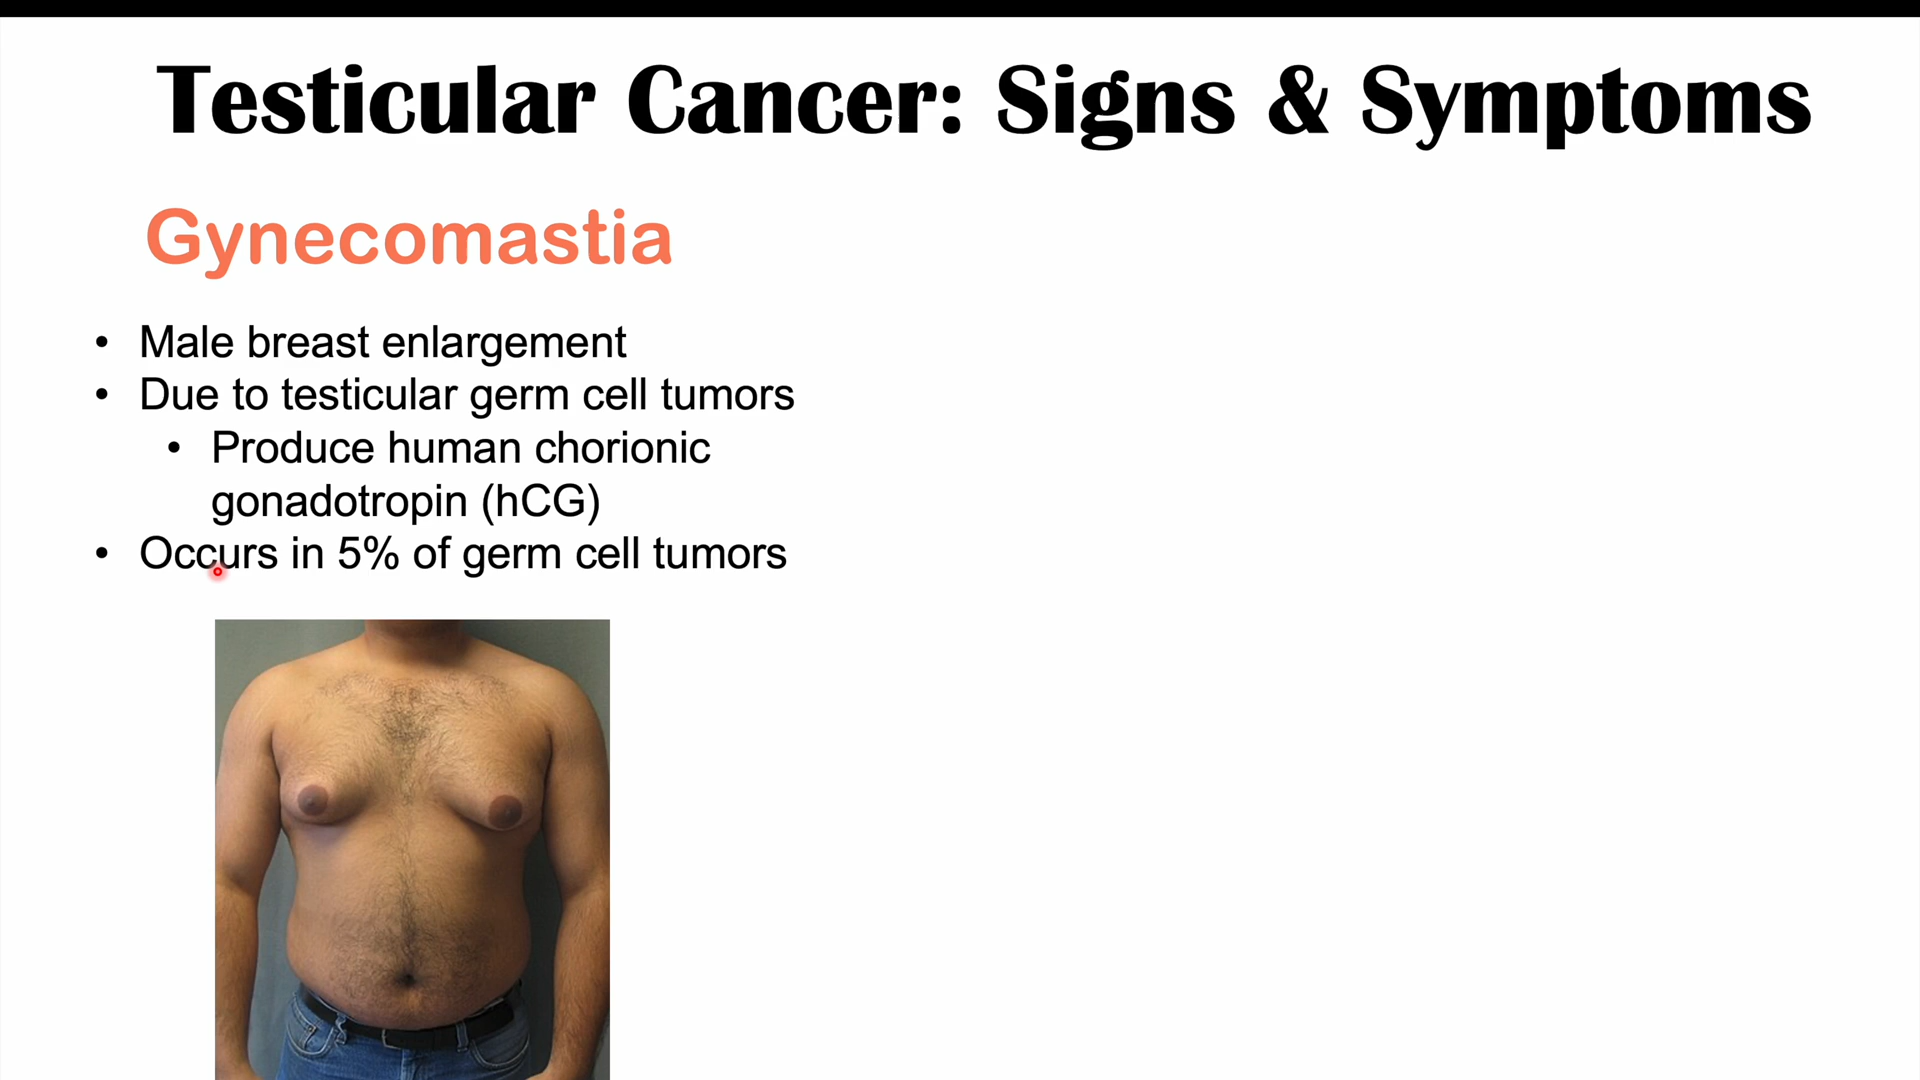 Testicular Cancer: Signs & Symptoms
Gynecomastia
• Male breast enlargement
• Due to testicular germ cell tumors
• Produce human chorionic
gonadotropin (hCG)
• Occurs in 5% of germ cell tumors